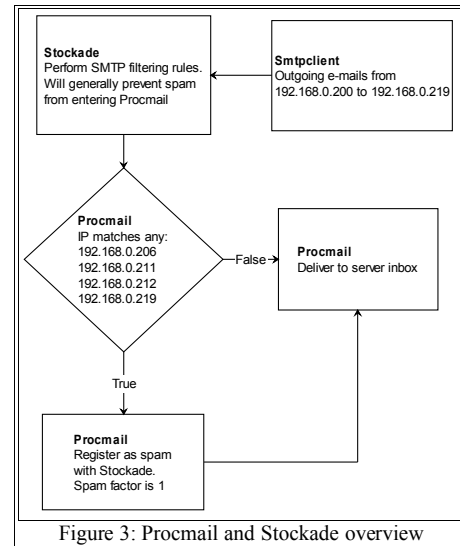 Stockade
Perform SMTP filtering rules.
Will generally prevent spam
from entering Procmail
Smtpclient
Outgoing e-mails from
192.168.0.200 to 192.168.0.219
Procmail
IP matches any:
192.168.0.206
192.168.0.211
192.168.0.212
192.168.0.219
False
Procmail
Deliver to server inbox
True
Procmail
Register as spam
with Stockade.
Spam factor is 1
Figure 3: Procmail and Stockade overview